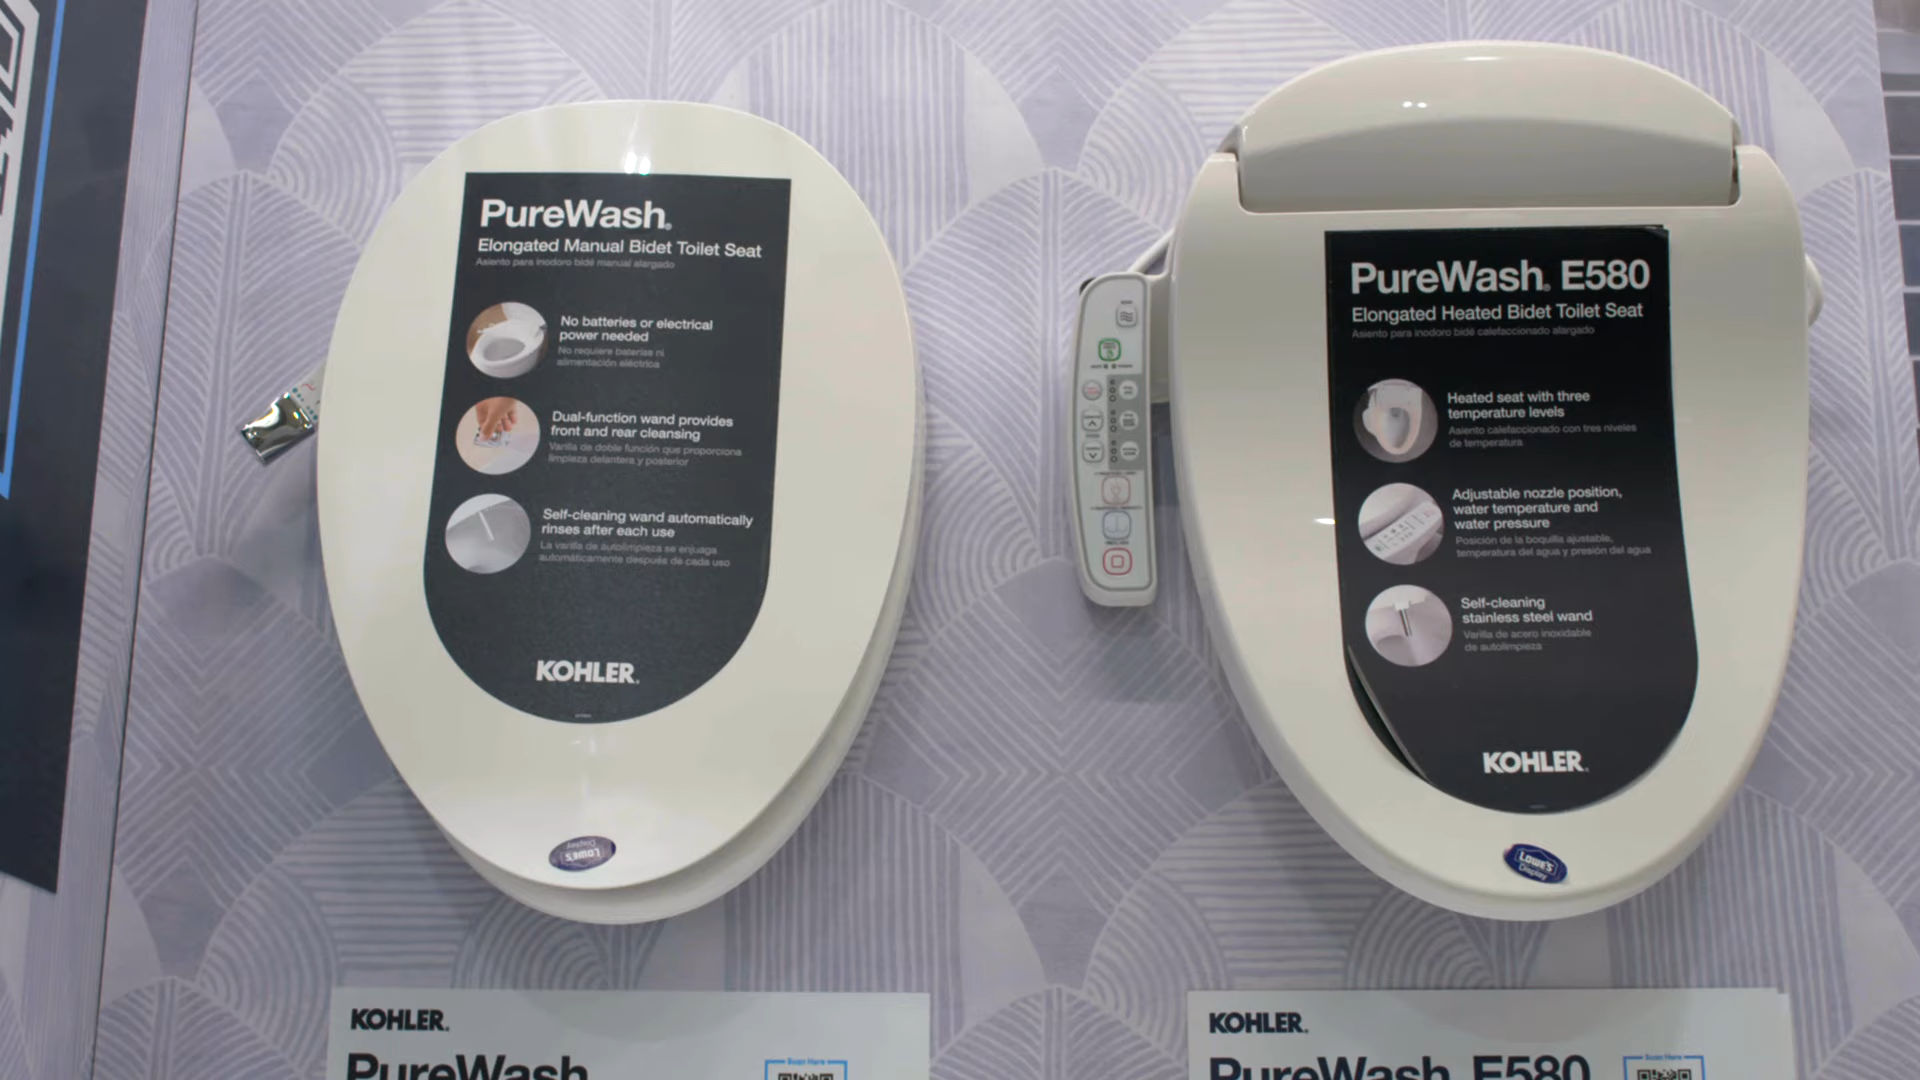 PureWash.
Elongated Manual Bidet Toilet Seat
Asiento para inodoro bidé manual alargado
No batteries or electrical
power needed
No requiere baterías ni
alimentación eléctrica
Dual-function wand provides
front and rear cleansing
Varilla de doble función que proporciona
limpieza delantera y posterior
Self-cleaning wand automatically
rinses after each use
La varilla de autolimpieza se enjuaga
automáticamente después de cada uso
KOHLER.
LOWE'S
Display
PureWash. E580
Elongated Heated Bidet Toilet Seat
Asiento para inodoro bidé calefaccionado alargado
Heated seat with three
temperature levels
Asiento calefaccionado con tres niveles
de temperatura
Adjustable nozzle position,
water temperature and
water pressure
Posición de la boquilla ajustable,
temperatura del agua y presión del agua
Self-cleaning
stainless steel wand
Varilla de acero inoxidable
de autolimpieza
KOHLER.
LOWE'S
Display
KOHLER.
PureWash
Scan Here
KOHLER.
PureWash E580
Scan Here